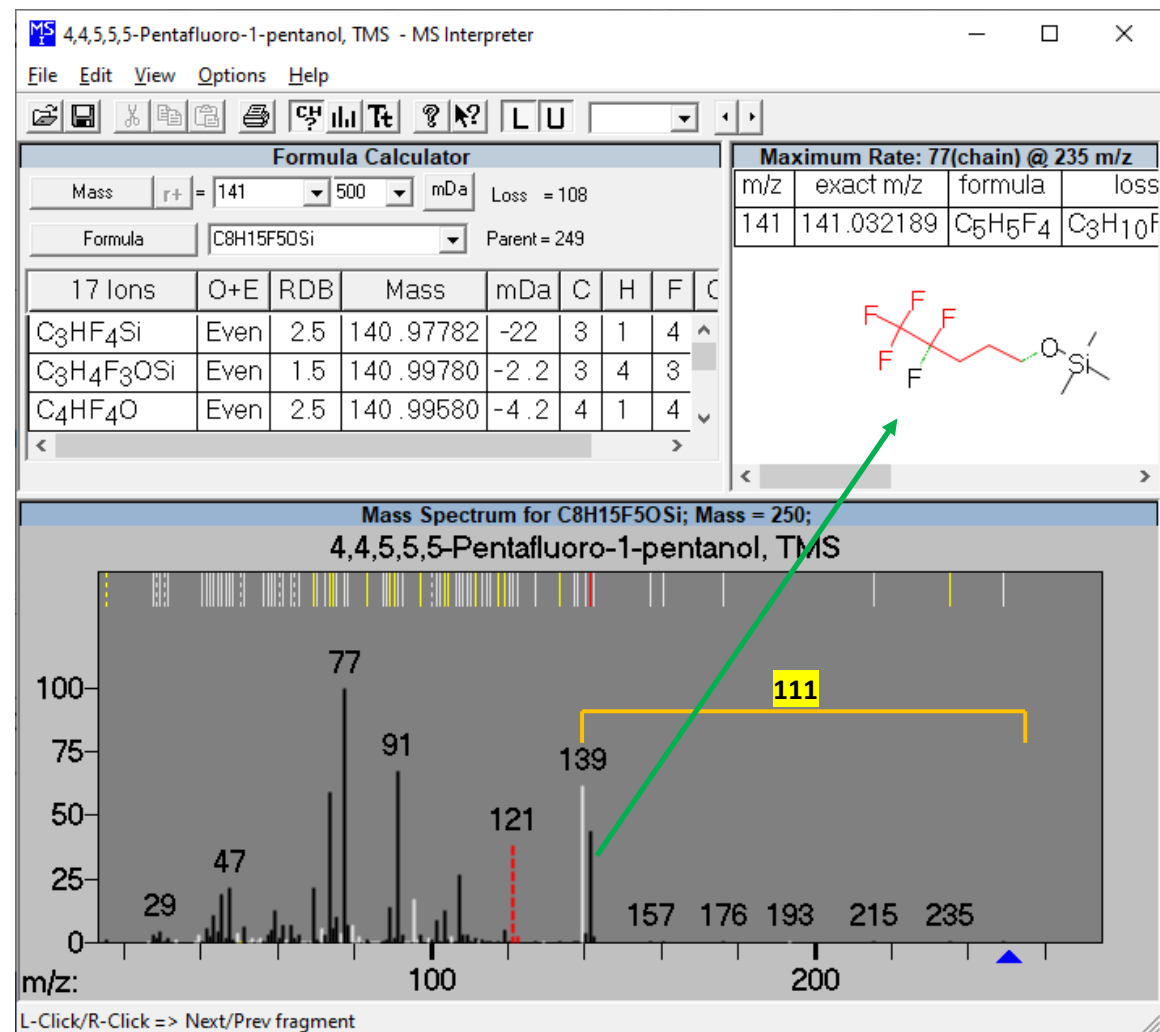 MS I 4,4,5,5,5-Pentafluoro-1-pentanol, TMS - MS Interpreter
File Edit View Options Help
CH ? Tt ? ? L U
Formula Calculator
Mass r+ = 141 500 mDa Loss = 108
Formula C8H15F5OSi Parent = 249
17 Ions O+E RDB Mass mDa C H F
C3HF4Si Even 2.5 140.97782 -22 3 1 4
C3H4F3OSi Even 1.5 140.99780 -2.2 3 4 3
C4HF4O Even 2.5 140.99580 -4.2 4 1 4
Maximum Rate: 77(chain) @ 235 m/z
m/z exact m/z formula loss
141 141.032189 C5H5F4 C3H10F
F F F F F O Si
Mass Spectrum for C8H15F5OSi; Mass = 250;
4,4,5,5,5-Pentafluoro-1-pentanol, TMS
111
100
75
50
25
0
29 47 77 91 121 139 157 176 193 215 235
m/z: 100 200
L-Click/R-Click => Next/Prev fragment